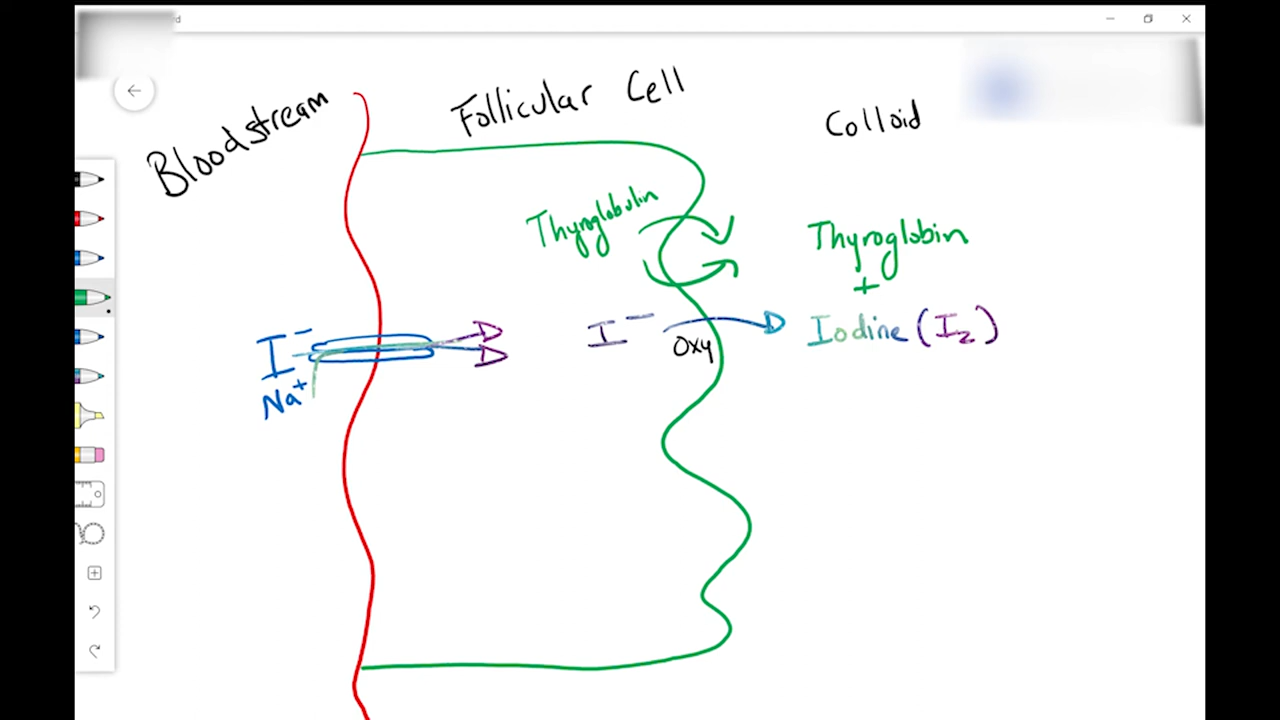 Bloodstream
Follicular Cell
Colloid
Thyroglobulin
Thyroglobin
+
I⁻
Na⁺
I⁻
Oxy
Iodine (I₂)